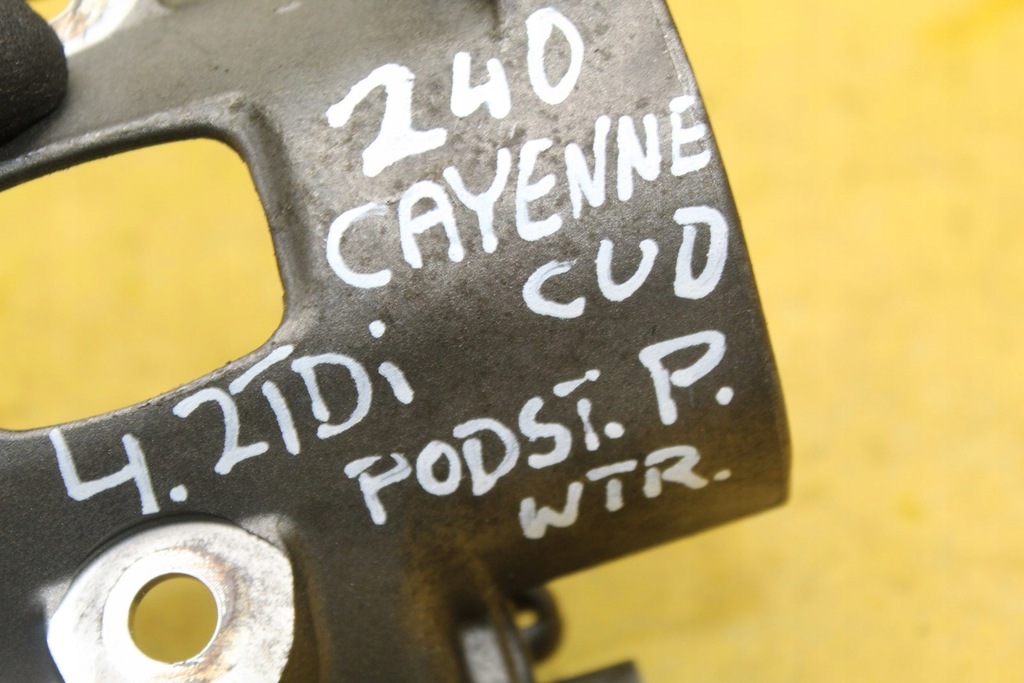 240
CAYENNE
CUD
4.2TDi
PODST. P.
WTR.